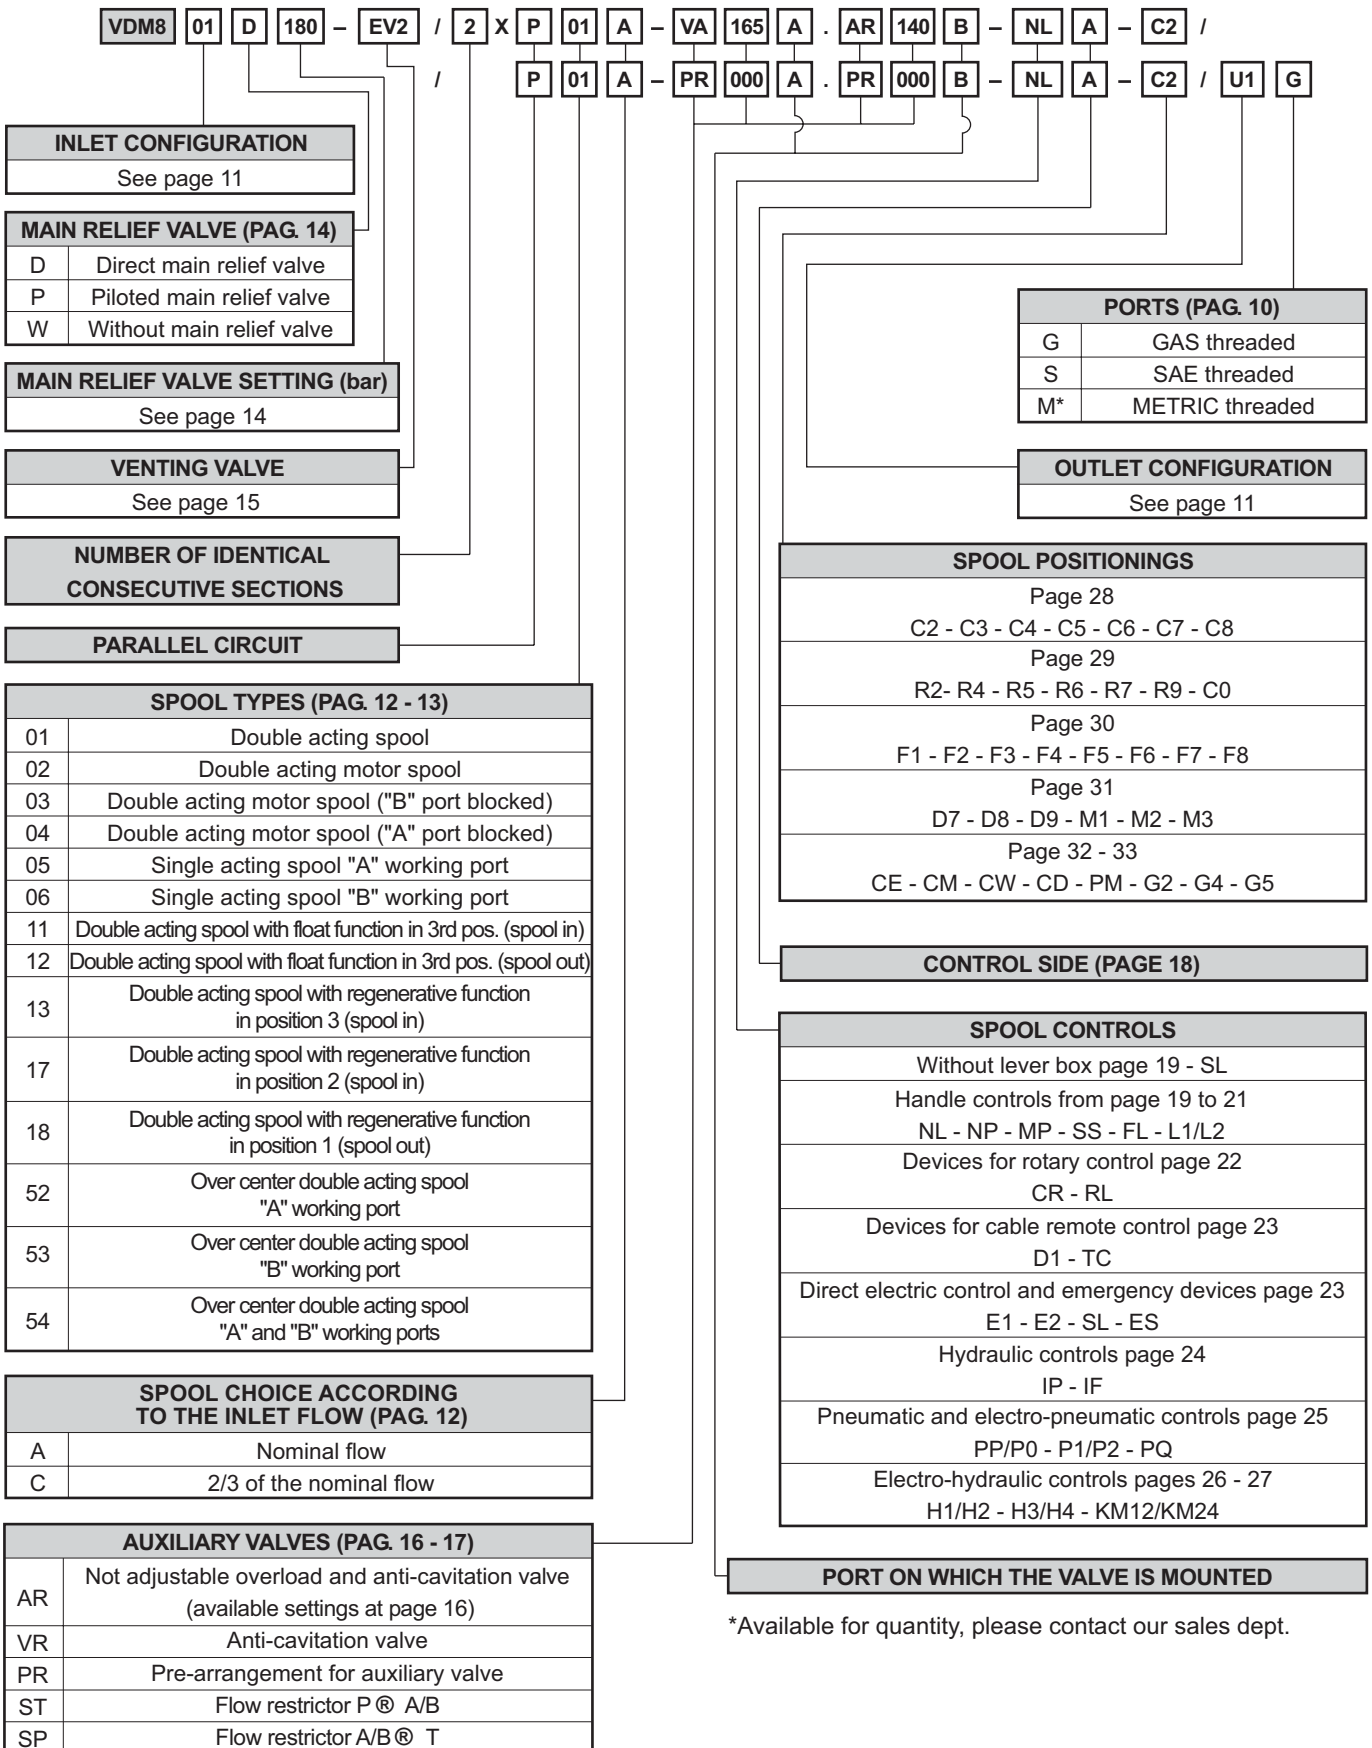 VDM8 01 D 180 – EV2 / 2 X P 01 A – VA 165 A . AR 140 B – NL A – C2 /
/ P 01 A – PR 000 A . PR 000 B – NL A – C2 / U1 G
INLET CONFIGURATION
See page 11
MAIN RELIEF VALVE (PAG. 14)
D Direct main relief valve
P Piloted main relief valve
W Without main relief valve
MAIN RELIEF VALVE SETTING (bar)
See page 14
VENTING VALVE
See page 15
NUMBER OF IDENTICAL
CONSECUTIVE SECTIONS
PARALLEL CIRCUIT
SPOOL TYPES (PAG. 12 - 13)
01 Double acting spool
02 Double acting motor spool
03 Double acting motor spool ("B" port blocked)
04 Double acting motor spool ("A" port blocked)
05 Single acting spool "A" working port
06 Single acting spool "B" working port
11 Double acting spool with float function in 3rd pos. (spool in)
12 Double acting spool with float function in 3rd pos. (spool out)
13 Double acting spool with regenerative function
in position 3 (spool in)
17 Double acting spool with regenerative function
in position 2 (spool in)
18 Double acting spool with regenerative function
in position 1 (spool out)
52 Over center double acting spool
"A" working port
53 Over center double acting spool
"B" working port
54 Over center double acting spool
"A" and "B" working ports
SPOOL CHOICE ACCORDING
TO THE INLET FLOW (PAG. 12)
A Nominal flow
C 2/3 of the nominal flow
AUXILIARY VALVES (PAG. 16 - 17)
AR Not adjustable overload and anti-cavitation valve
(available settings at page 16)
VR Anti-cavitation valve
PR Pre-arrangement for auxiliary valve
ST Flow restrictor P ® A/B
SP Flow restrictor A/B ® T
PORTS (PAG. 10)
G GAS threaded
S SAE threaded
M* METRIC threaded
OUTLET CONFIGURATION
See page 11
SPOOL POSITIONINGS
Page 28
C2 - C3 - C4 - C5 - C6 - C7 - C8
Page 29
R2- R4 - R5 - R6 - R7 - R9 - C0
Page 30
F1 - F2 - F3 - F4 - F5 - F6 - F7 - F8
Page 31
D7 - D8 - D9 - M1 - M2 - M3
Page 32 - 33
CE - CM - CW - CD - PM - G2 - G4 - G5
CONTROL SIDE (PAGE 18)
SPOOL CONTROLS
Without lever box page 19 - SL
Handle controls from page 19 to 21
NL - NP - MP - SS - FL - L1/L2
Devices for rotary control page 22
CR - RL
Devices for cable remote control page 23
D1 - TC
Direct electric control and emergency devices page 23
E1 - E2 - SL - ES
Hydraulic controls page 24
IP - IF
Pneumatic and electro-pneumatic controls page 25
PP/P0 - P1/P2 - PQ
Electro-hydraulic controls pages 26 - 27
H1/H2 - H3/H4 - KM12/KM24
PORT ON WHICH THE VALVE IS MOUNTED
*Available for quantity, please contact our sales dept.